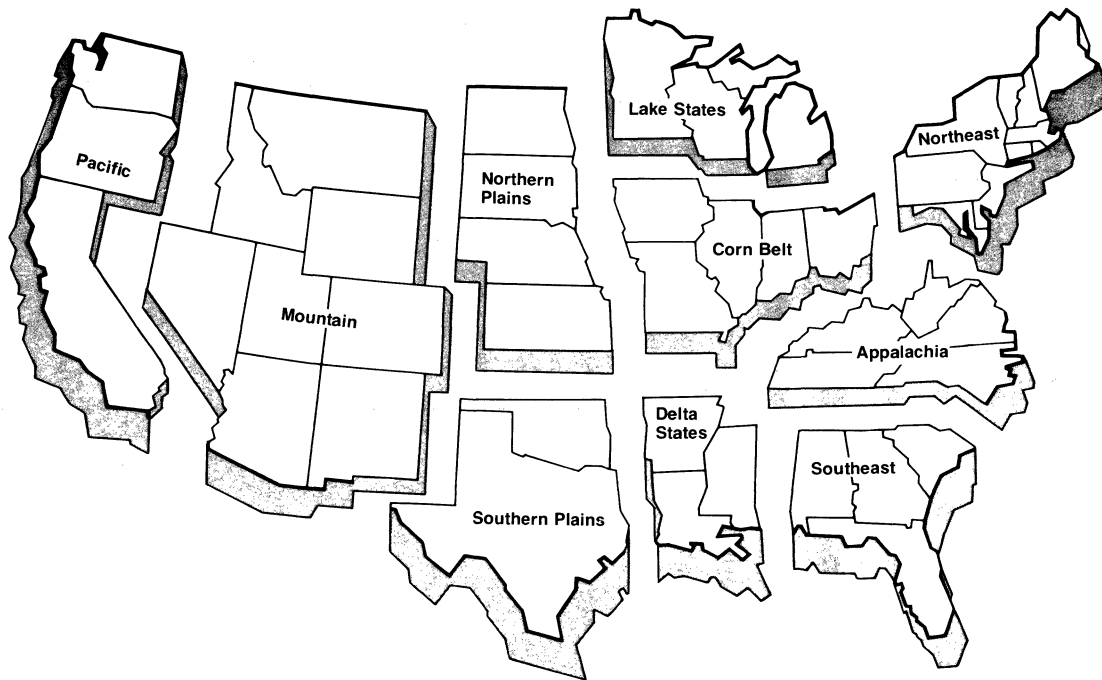 Pacific
Mountain
Northern
Plains
Lake States
Corn Belt
Northeast
Appalachia
Delta
States
Southeast
Southern Plains